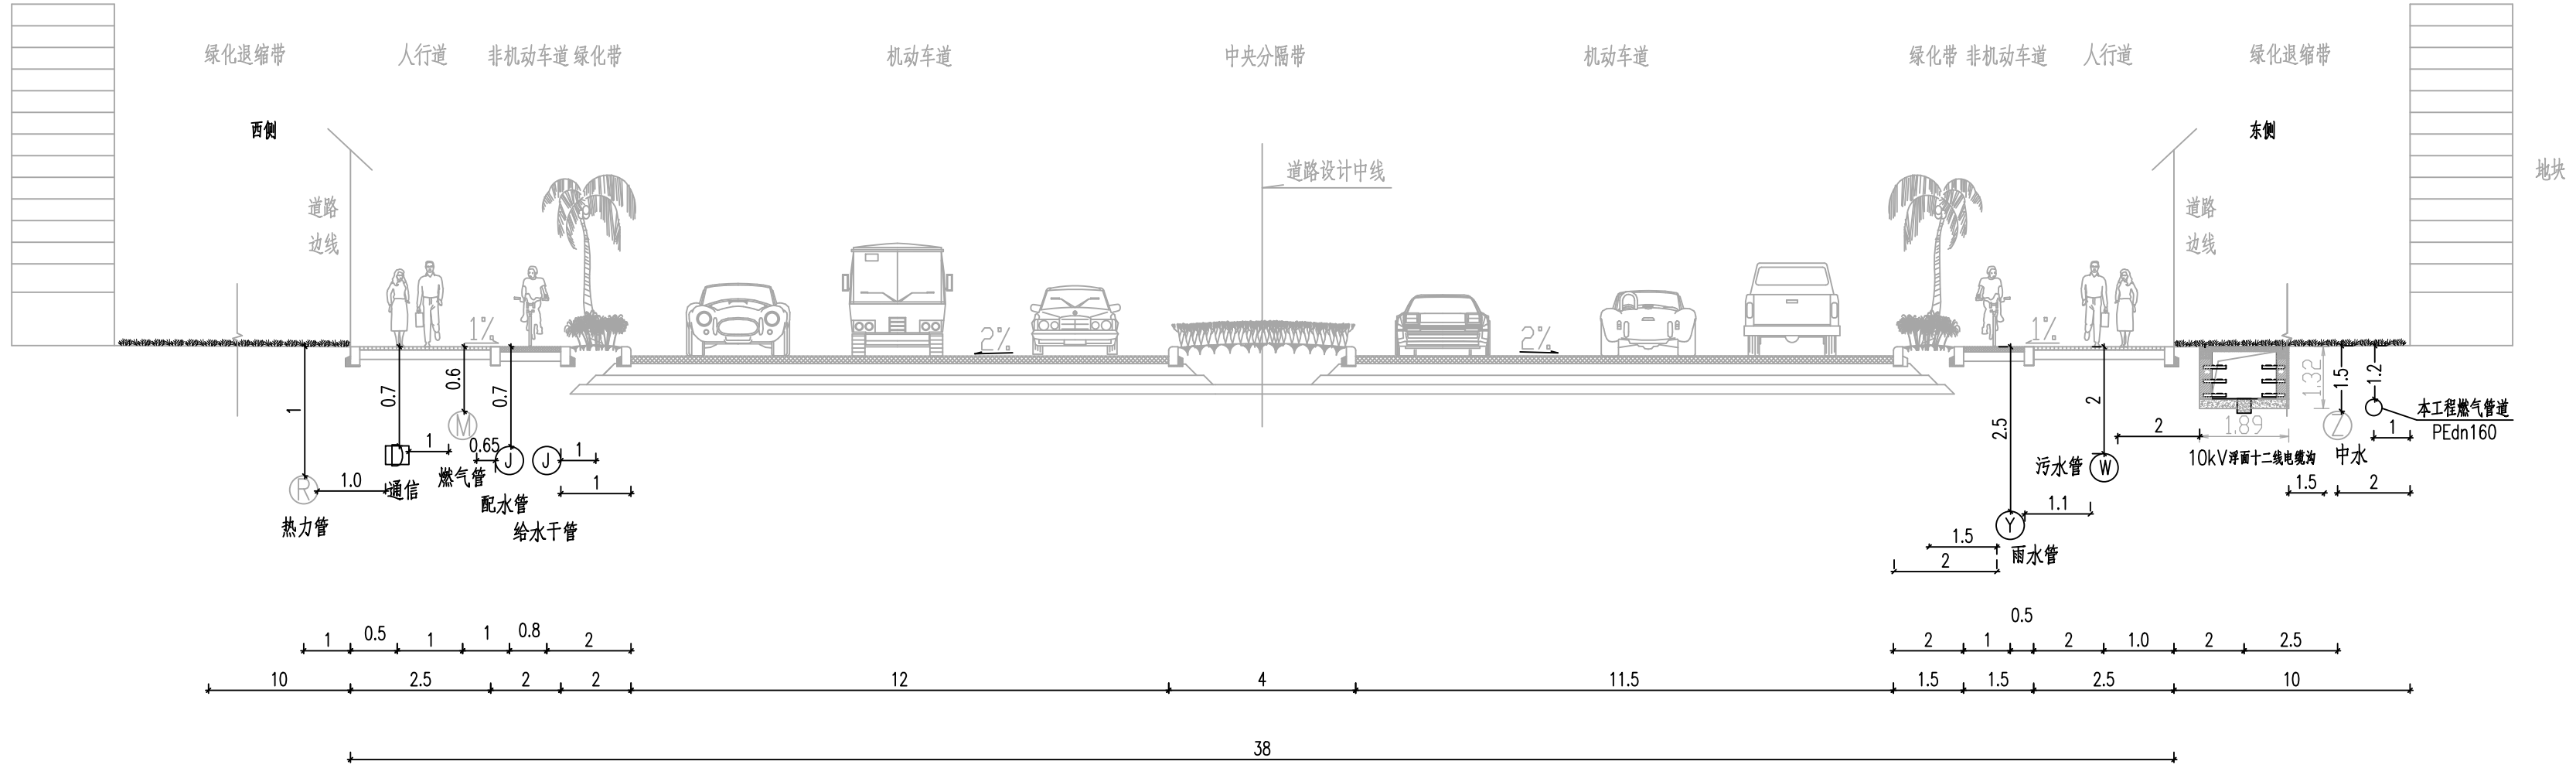 绿化退缩带 人行道 非机动车道 绿化带 机动车道 中央分隔带 机动车道 绿化带 非机动车道 人行道 绿化退缩带
西侧 东侧
道路设计中线 地块
道路 道路
边线 边线
1% 2% 2% 1%
1 0.7 0.6 0.7 2.5 2 1.32 1.5 1.2
本工程燃气管道
M 1 2 1.89 Z 1 PEdn160
0.65 J J 1
燃气管 污水管 W 10kV浮面十二线电缆沟 中水
R 1.0 通信 1 1.5 2
配水管
热力管 给水干管 Y 1.1
1.5 雨水管
2
0.5
1 0.5 1 1 0.8 2 2 1 2 1.0 2 2.5
10 2.5 2 2 12 4 11.5 1.5 1.5 2.5 10
38